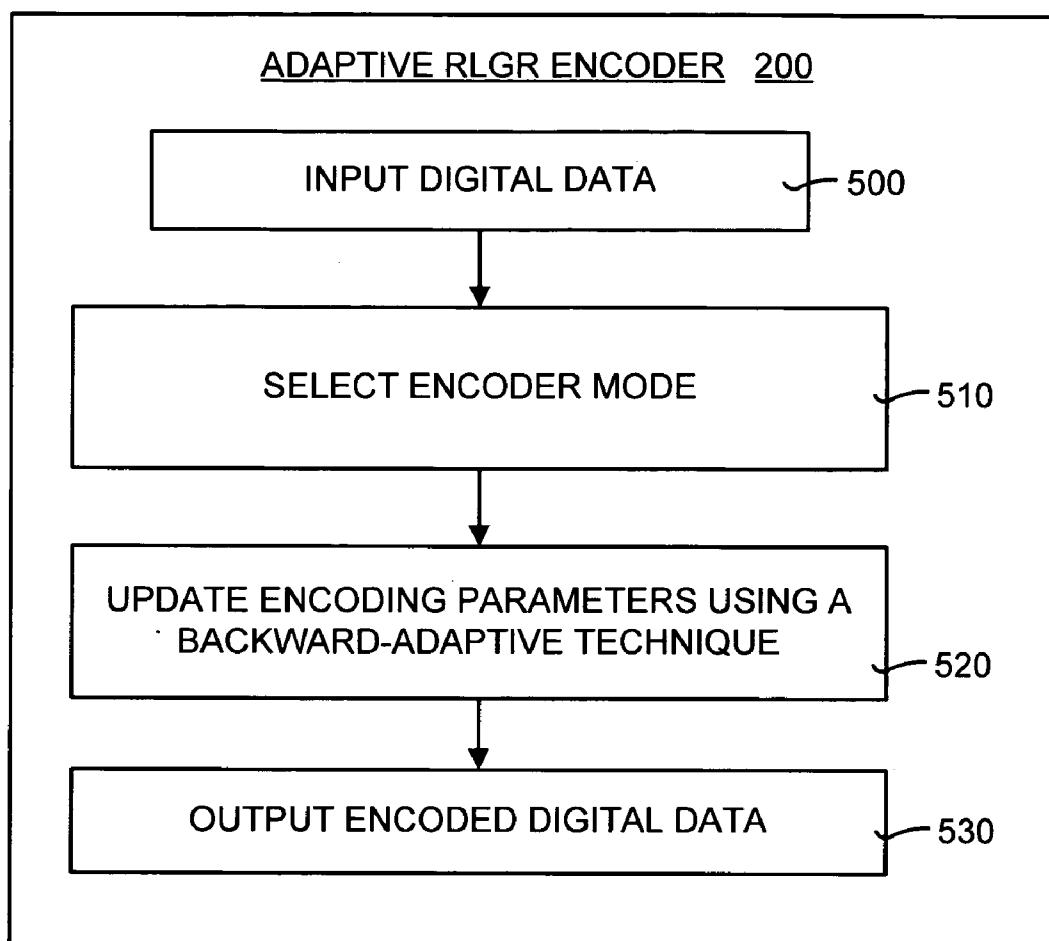 ADAPTIVE RLGR ENCODER 200
INPUT DIGITAL DATA
500
SELECT ENCODER MODE
510
UPDATE ENCODING PARAMETERS USING A
BACKWARD-ADAPTIVE TECHNIQUE
520
OUTPUT ENCODED DIGITAL DATA
530